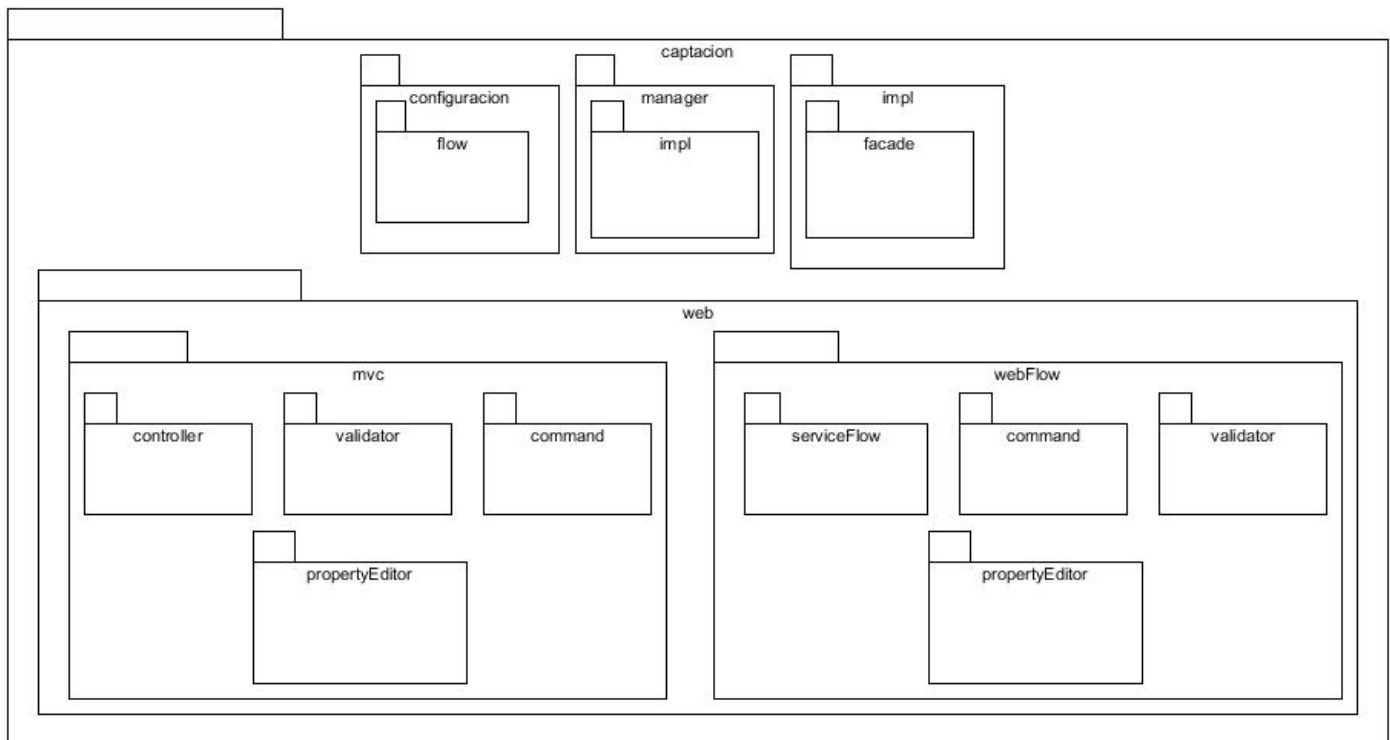 captacion
configuracion
manager
impl
flow
impl
facade
web
mvc
webFlow
controller
validator
command
serviceFlow
command
validator
propertyEditor
propertyEditor